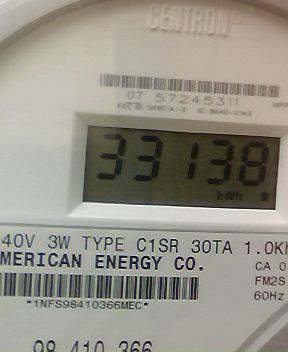 CENTRON®
07 57245311
33138
kWh
40V 3W TYPE C1SR 30TA 1.0K
MERICAN ENERGY CO.
CA 0
FM2S
60Hz
*1NFS98410366MEC*
98 410 366